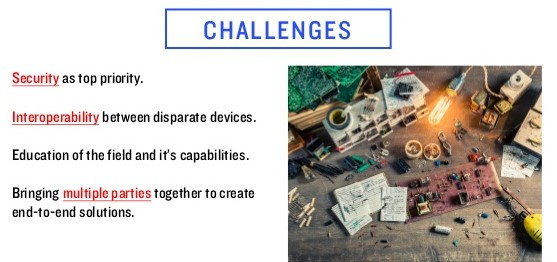 CHALLENGES
Security as top priority.
Interoperability between disparate devices.
Education of the field and it's capabilities.
Bringing multiple parties together to create
end-to-end solutions.